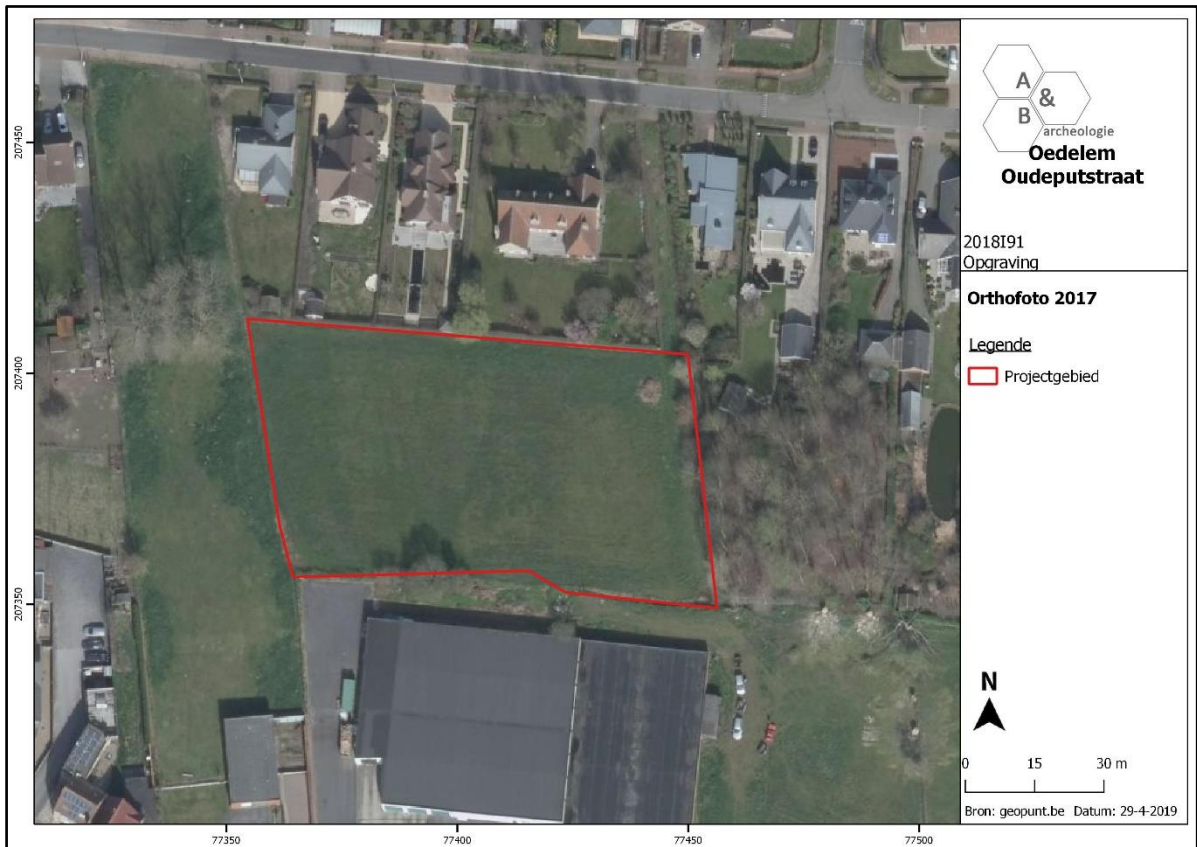 A
&
B
archeologie
Oedelem
Oudeputstraat
2018I91
Opgraving
Orthofoto 2017
Legende
Projectgebied
N
0 15 30 m
Bron: geopunt.be Datum: 29-4-2019
207450
207400
207350
77350 77400 77450 77500